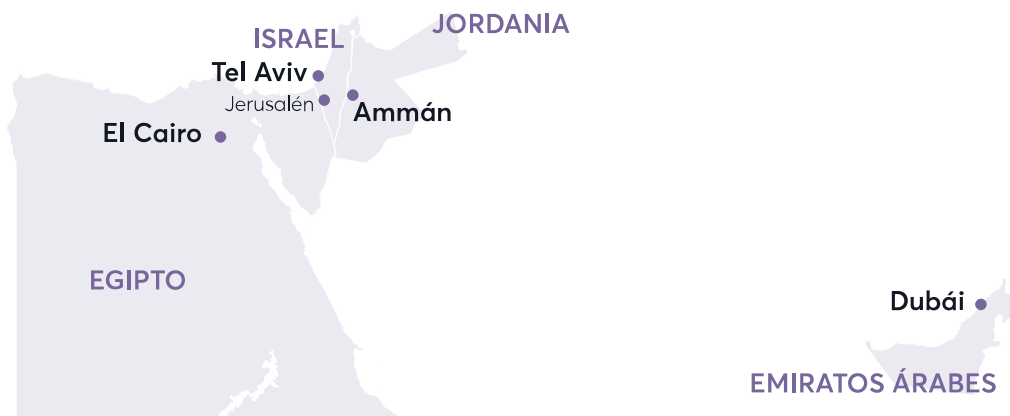 JORDANIA
ISRAEL
Tel Aviv
Jerusalén
Ammán
El Cairo
EGIPTO
Dubái
EMIRATOS ÁRABES